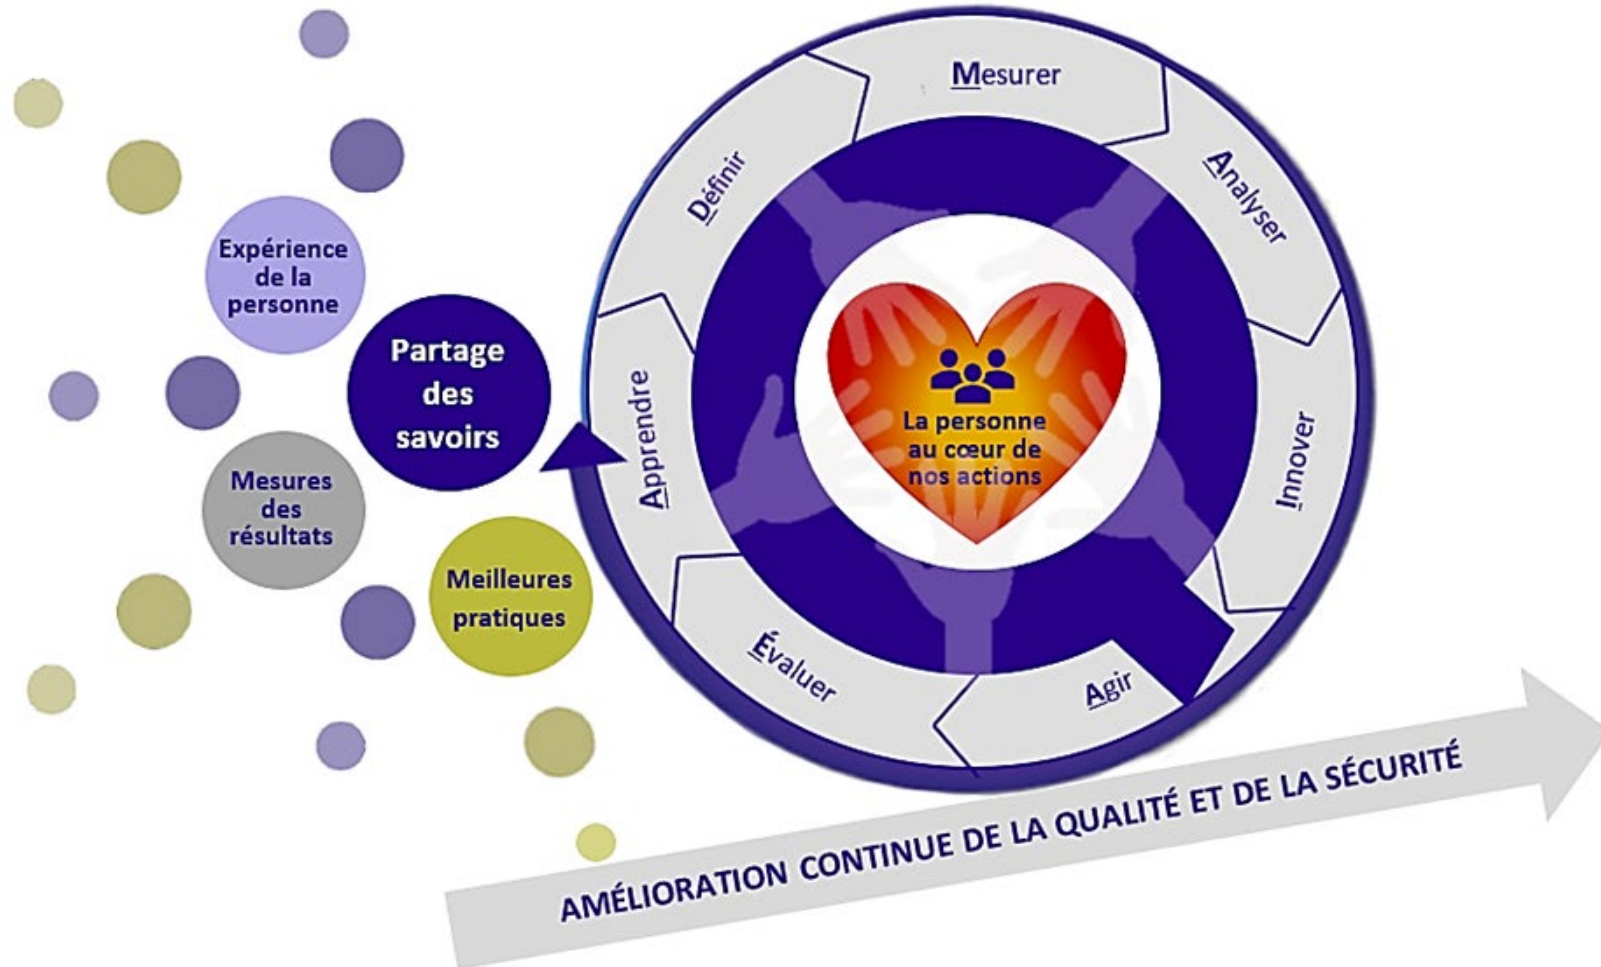 Mesurer
Analyser
Innover
Agir
Évaluer
Apprendre
Définir
Expérience
de la
personne
Partage
des
savoirs
Mesures
des
résultats
Meilleures
pratiques
La personne
au cœur de
nos actions
AMÉLIORATION CONTINUE DE LA QUALITÉ ET DE LA SÉCURITÉ